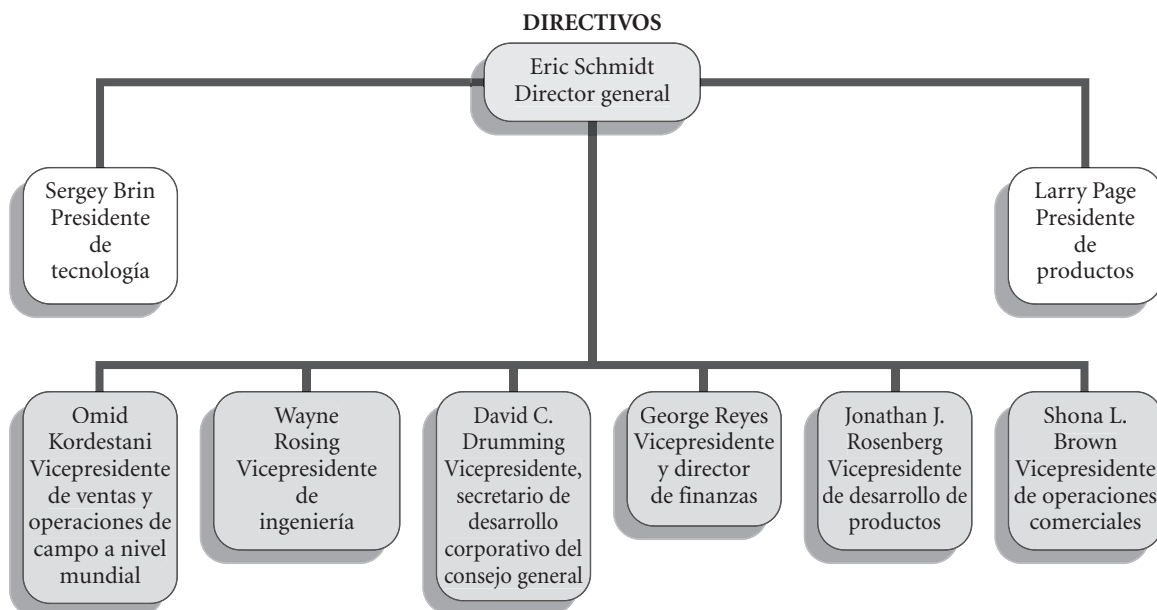 DIRECTIVOS
Eric Schmidt
Director general
Sergey Brin
Presidente
de
tecnología
Larry Page
Presidente
de
productos
Omid
Kordestani
Vicepresidente
de ventas y
operaciones de
campo a nivel
mundial
Wayne
Rosing
Vicepresidente
de
ingeniería
David C.
Drumming
Vicepresidente,
secretario de
desarrollo
corporativo del
consejo general
George Reyes
Vicepresidente
y director
de finanzas
Jonathan J.
Rosenberg
Vicepresidente
de desarrollo de
productos
Shona L.
Brown
Vicepresidente
de operaciones
comerciales